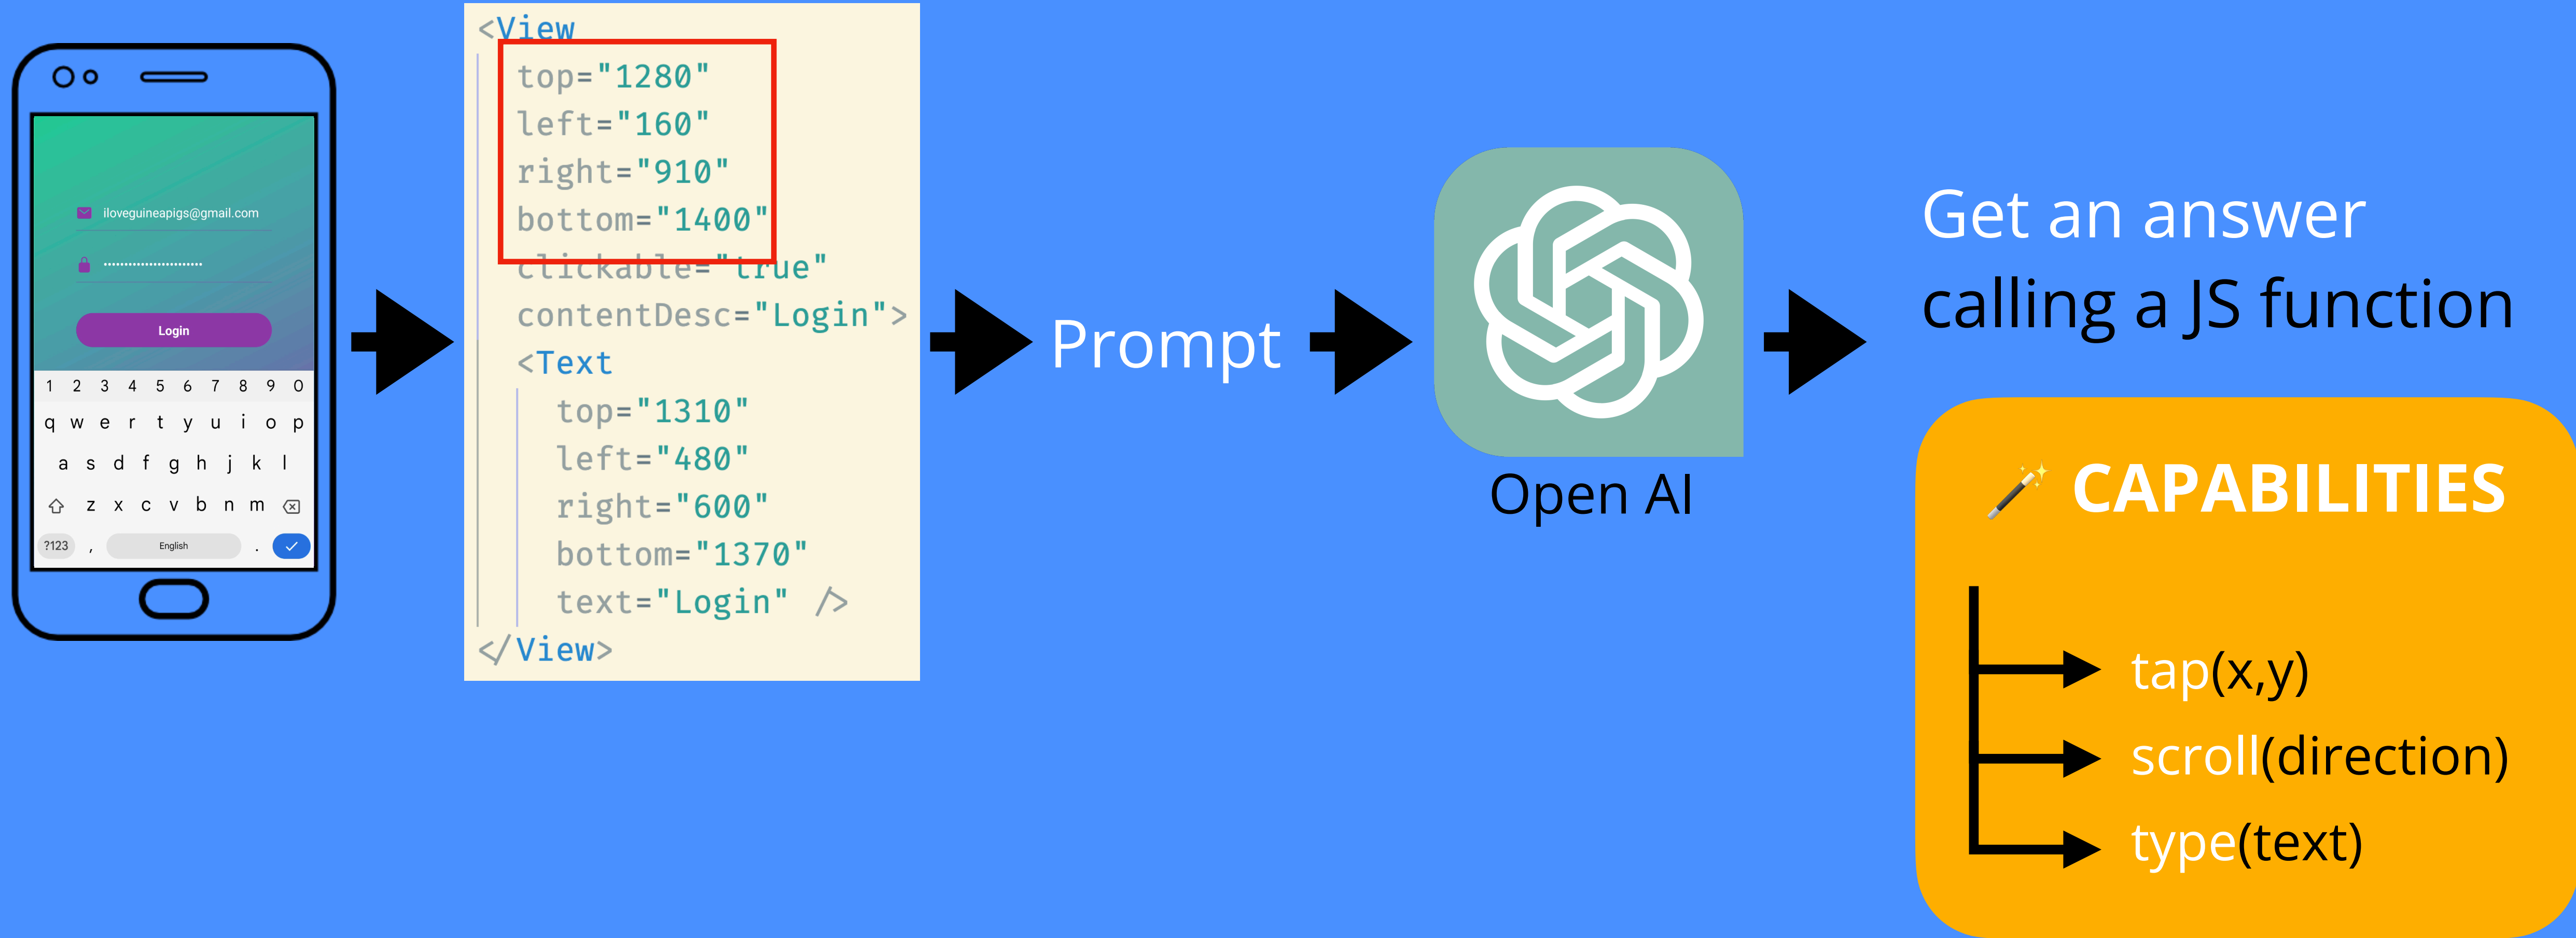 iloveguineapigs@gmail.com
Login
1 2 3 4 5 6 7 8 9 0
q w e r t y u i o p
a s d f g h j k l
z x c v b n m
?123 , English .
<View
top="1280"
left="160"
right="910"
bottom="1400"
clickable="true"
contentDesc="Login">
<Text
top="1310"
left="480"
right="600"
bottom="1370"
text="Login" />
</View>
Prompt
Open AI
Get an answer
calling a JS function
CAPABILITIES
tap(x,y)
scroll(direction)
type(text)